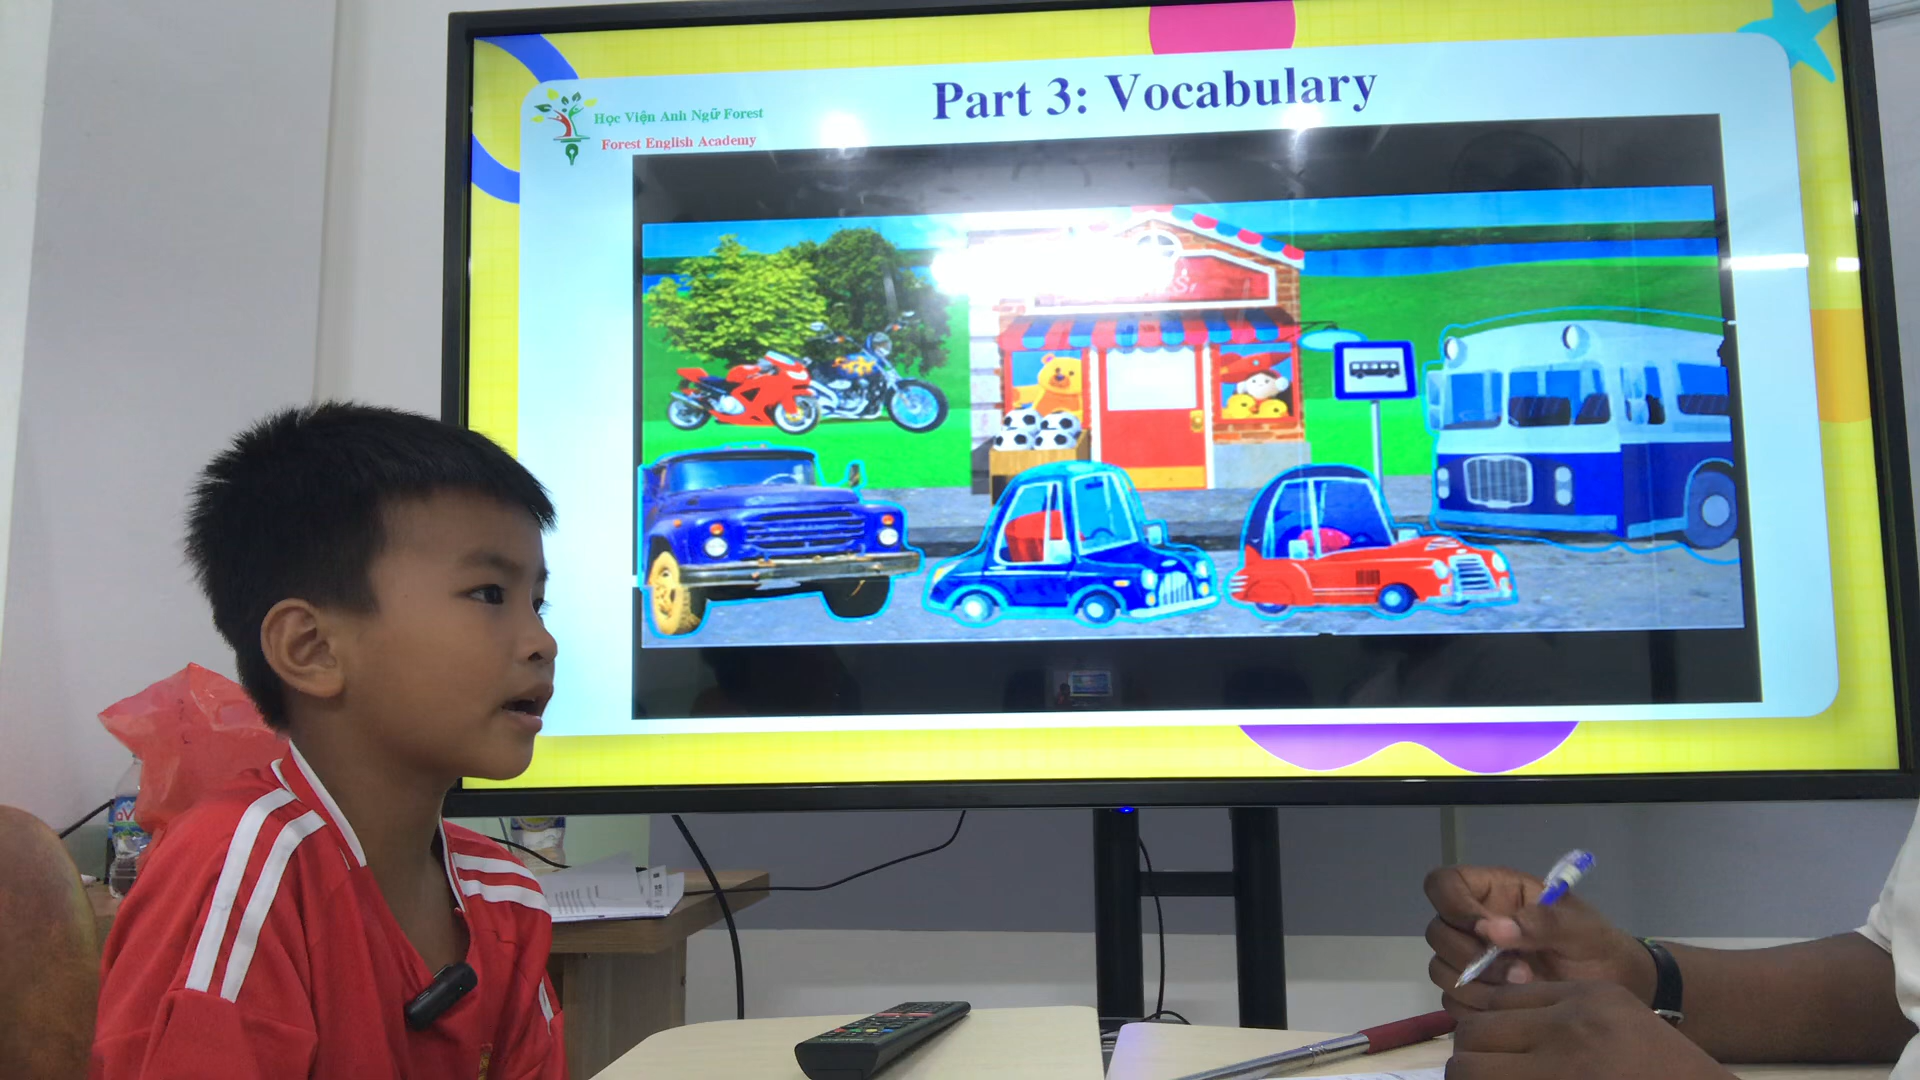 Part 3: Vocabulary
Học Viện Anh Ngữ Forest
Forest English Academy